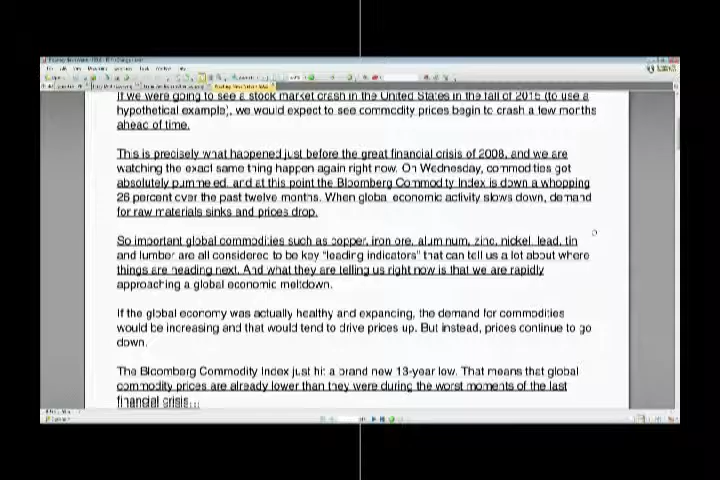 If we were going to see a stock market crash in the United States in the fall of 2015 (to use a
hypothetical example), we would expect to see commodity prices begin to crash a few months
ahead of time.
This is precisely what happened just before the great financial crisis of 2008, and we are
watching the exact same thing happen again right now. On Wednesday, commodities got
absolutely pummeled, and at this point the Bloomberg Commodity Index is down a whopping
26 percent over the past twelve months. When global economic activity slows down, demand
for raw materials sinks and prices drop.
So important global commodities such as copper, iron ore, aluminum, zinc, nickel, lead, tin
and lumber are all considered to be key "leading indicators" that can tell us a lot about where
things are heading next. And what they are telling us right now is that we are rapidly
approaching a global economic meltdown.
If the global economy was actually healthy and expanding, the demand for commodities
would be increasing and that would tend to drive prices up. But instead, prices continue to go
down.
The Bloomberg Commodity Index just hit a brand new 13-year low. That means that global
commodity prices are already lower than they were during the worst moments of the last
financial crisis…